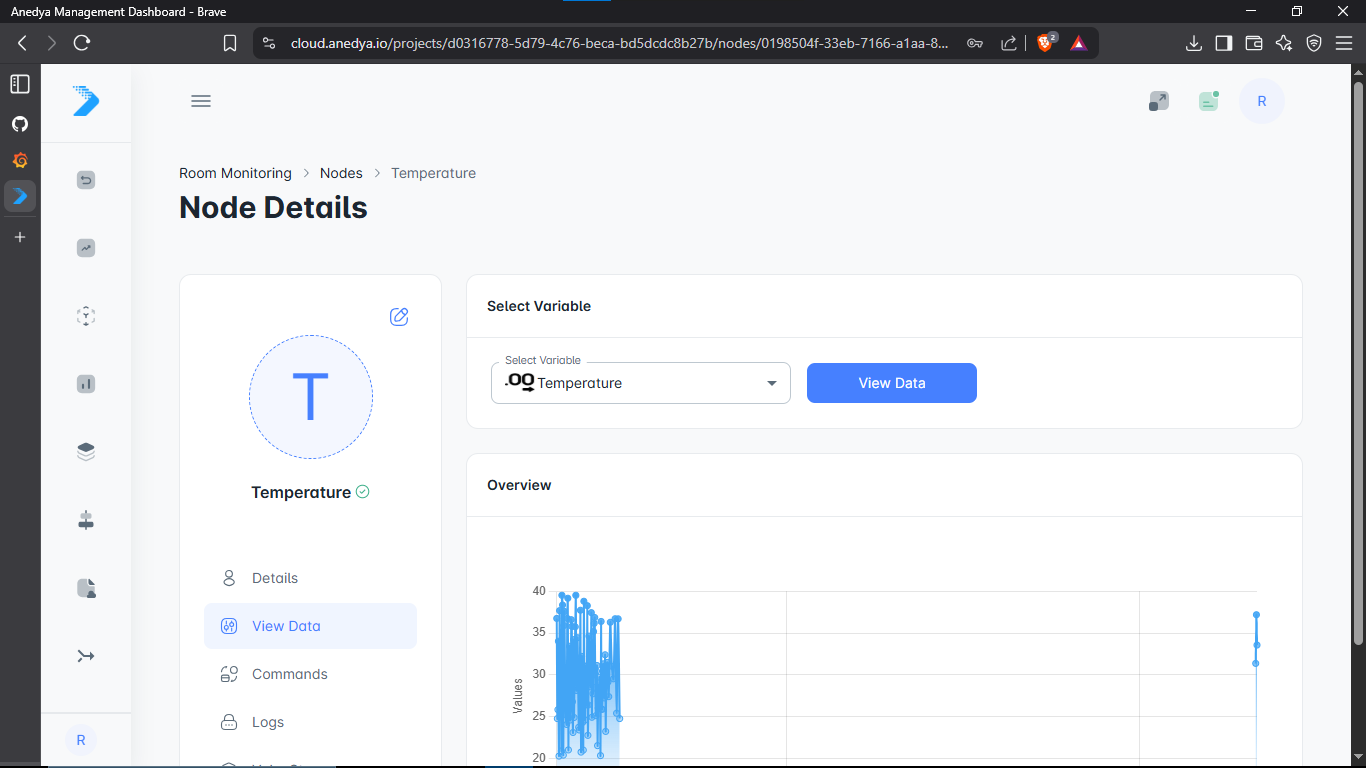 Anedya Management Dashboard - Brave
cloud.anedya.io/projects/d0316778-5d79-4c76-beca-bd5dcdc8b27b/nodes/0198504f-33eb-7166-a1aa-8...
2
R
Room Monitoring > Nodes > Temperature
Node Details
T
Temperature
Details
View Data
Commands
Logs
R
Select Variable
Select Variable
.00 Temperature
View Data
Overview
Values
40
35
30
25
20